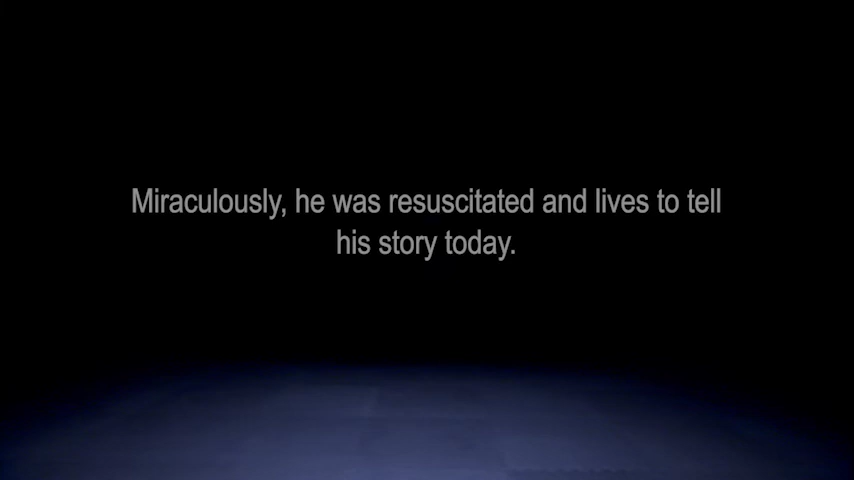 Miraculously, he was resuscitated and lives to tell
his story today.